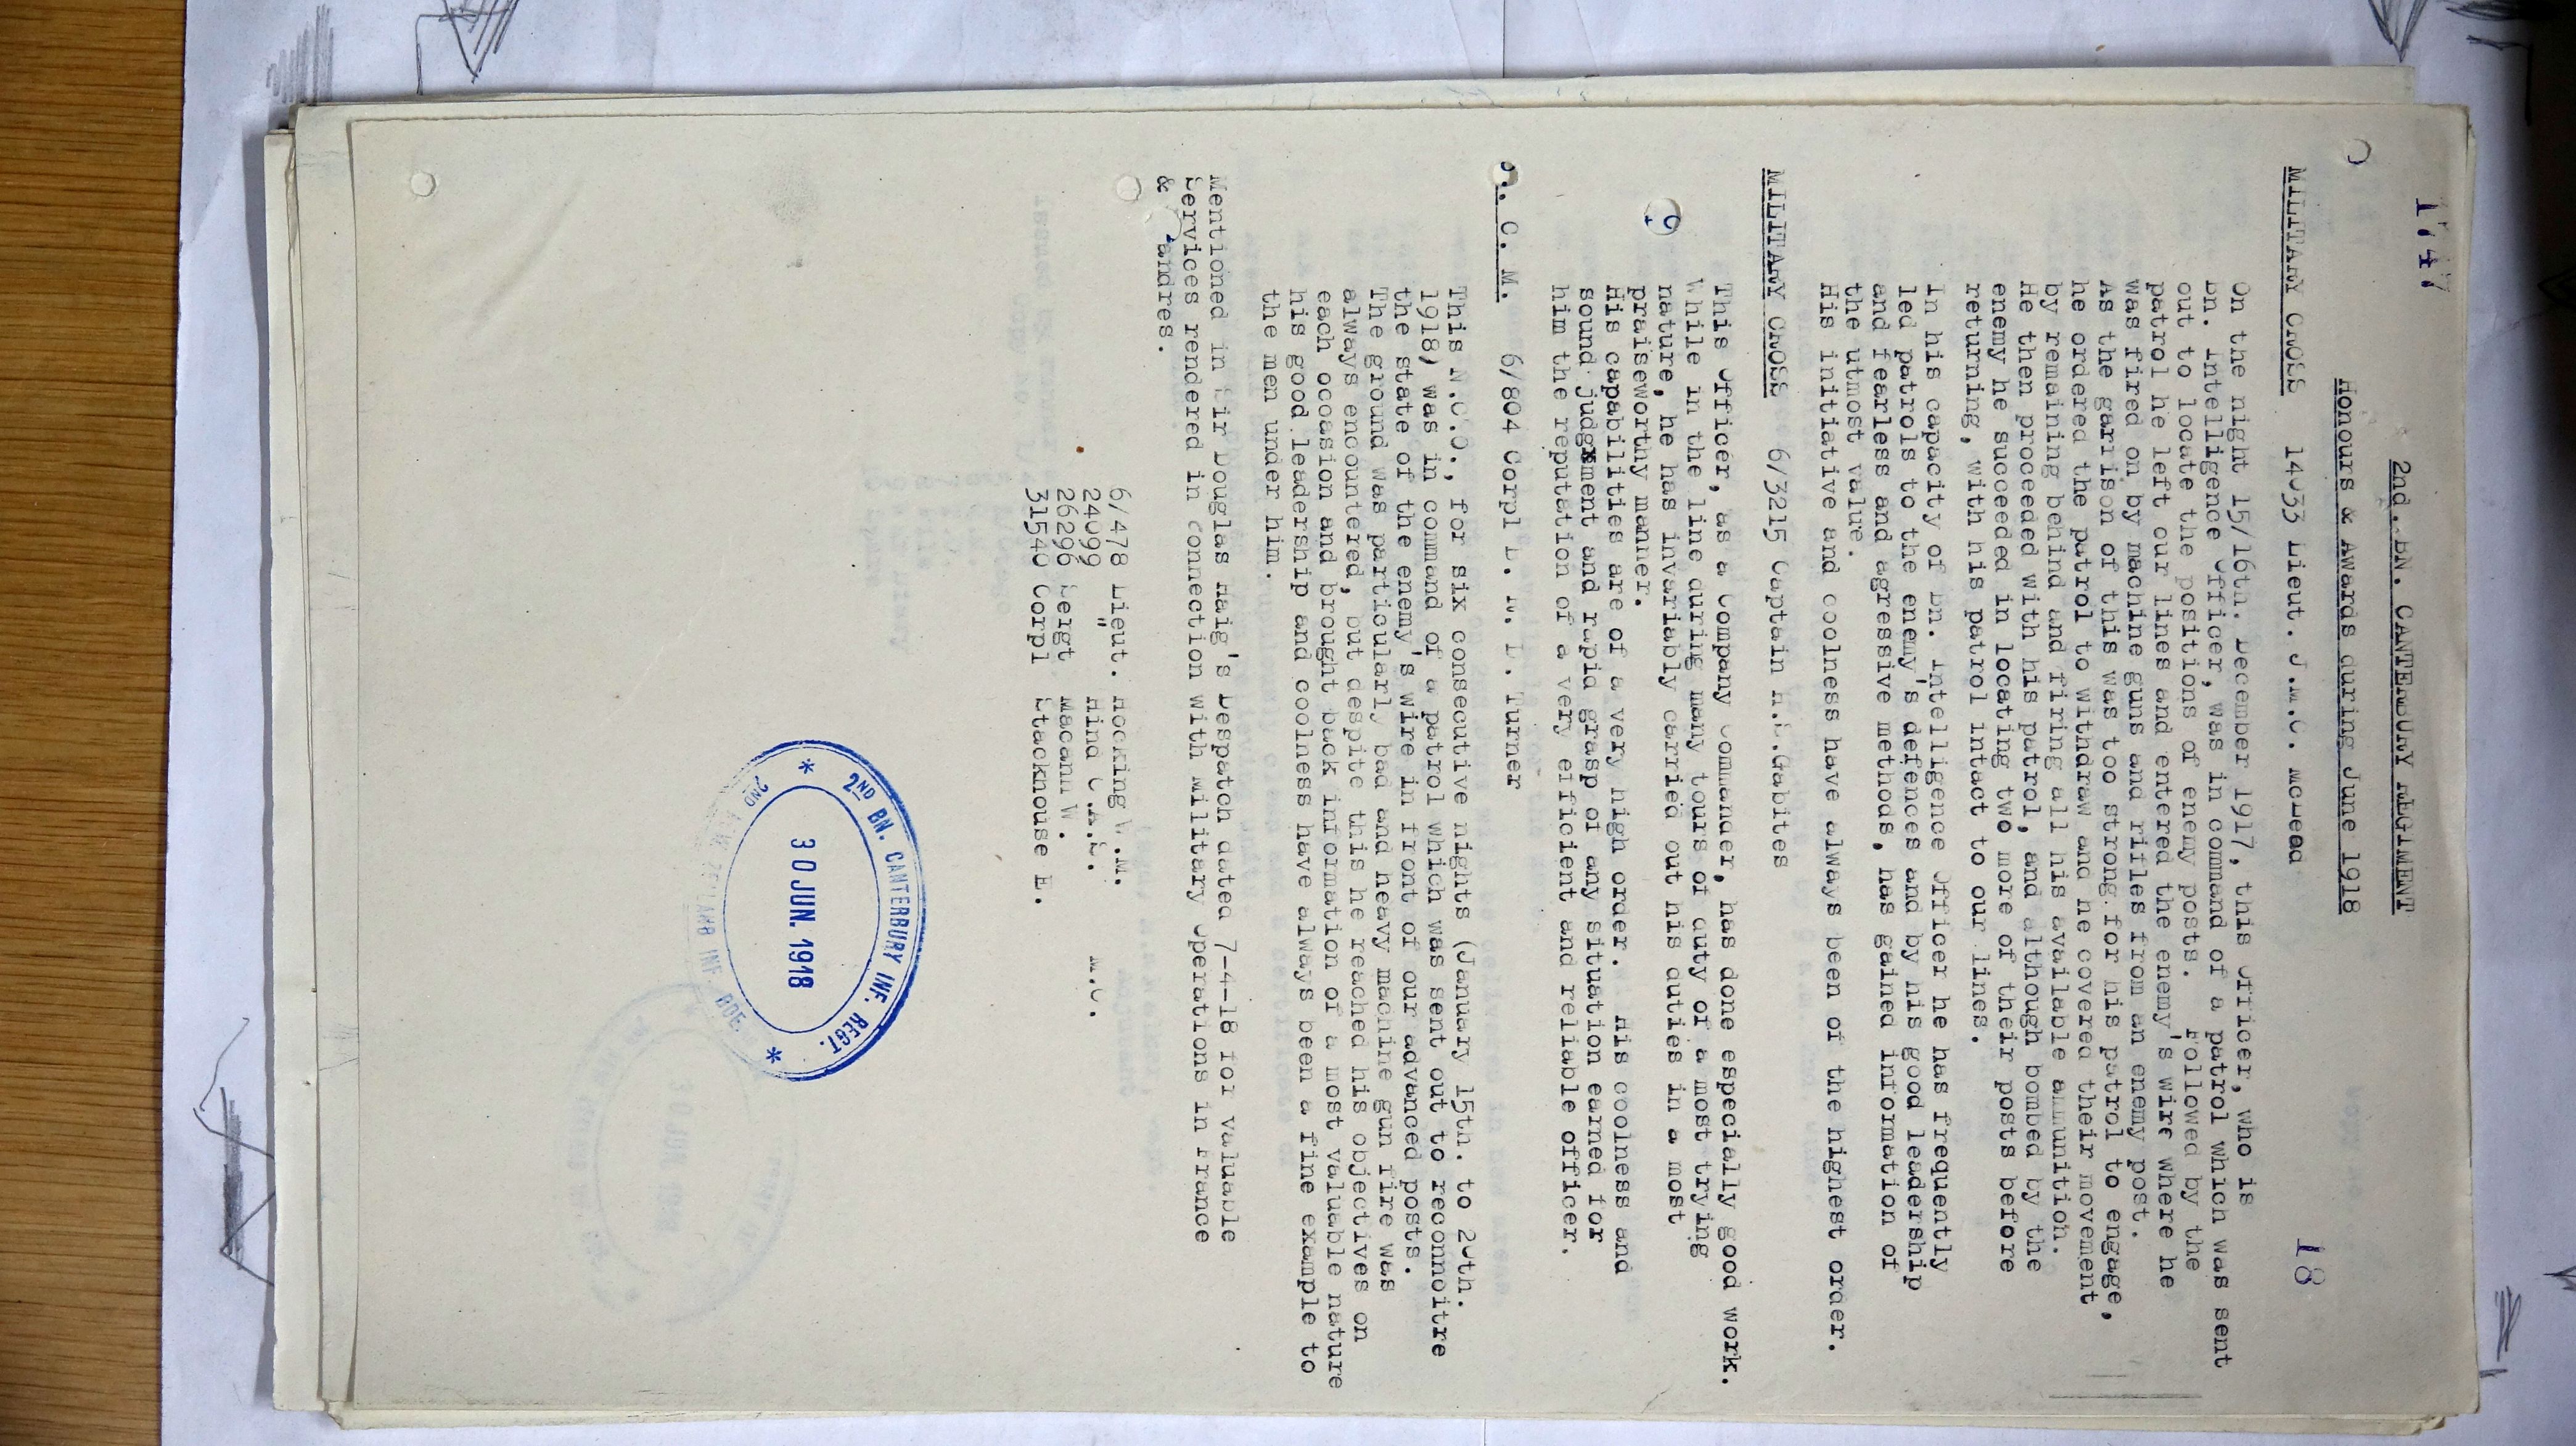 1747
18
2nd. BN. CANTERBURY REGIMENT
Honours & Awards during June 1918
MILITARY CROSS 14033 Lieut. J.M.C. McLeod
On the night 15/16th. December 1917, this Officer, who is
Bn. Intelligence Officer, was in command of a patrol which was sent
out to locate the positions of enemy posts. Followed by the
patrol he left our lines and entered the enemy's wire where he
was fired on by machine guns and rifles from an enemy post.
As the garrison of this was too strong for his patrol to engage,
he ordered the patrol to withdraw and he covered their movement
by remaining behind and firing all his available ammunition.
He then proceeded with his patrol, and although bombed by the
enemy he succeeded in locating two more of their posts before
returning, with his patrol intact to our lines.
In his capacity of Bn. Intelligence Officer he has frequently
led patrols to the enemy's defences and by his good leadership
and fearless and agressive methods, has gained information of
the utmost value.
His initiative and coolness have always been of the highest order.
MILITARY CROSS 6/3215 Captain H.S.Gabites
This Officer, as a Company Commander, has done especially good work.
While in the line during many tours of duty of a most trying
nature, he has invariably carried out his duties in a most
praiseworthy manner.
His capabilities are of a very high order. His coolness and
sound judgment and rapid grasp of any situation earned for
him the reputation of a very efficient and reliable officer.
D. C. M. 6/804 Corpl Turner
This N.C.O., for six consecutive nights (January 15th. to 20th.
1918) was in command of a patrol which was sent out to reconnoitre
the state of the enemy's wire in front of our advanced posts.
The ground was particularly bad and heavy machine gun fire was
always encountered, but despite this he reached his objectives on
each occasion and brought back information of a most valuable nature
his good leadership and coolness have always been a fine example to
the men under him.
Mentioned in Sir Douglas Haig's Despatch dated 7-4-18 for valuable
Services rendered in connection with Military Operations in France
& Flandres.
6/478 Lieut. Hocking W.M.
24099 " Hind M.C.
26296 Sergt Macann W.
31540 Corpl Stackhouse E.
2ND BN. CANTERBURY INF. REGT.
30 JUN. 1918
2ND N.Z. INF. BDE.